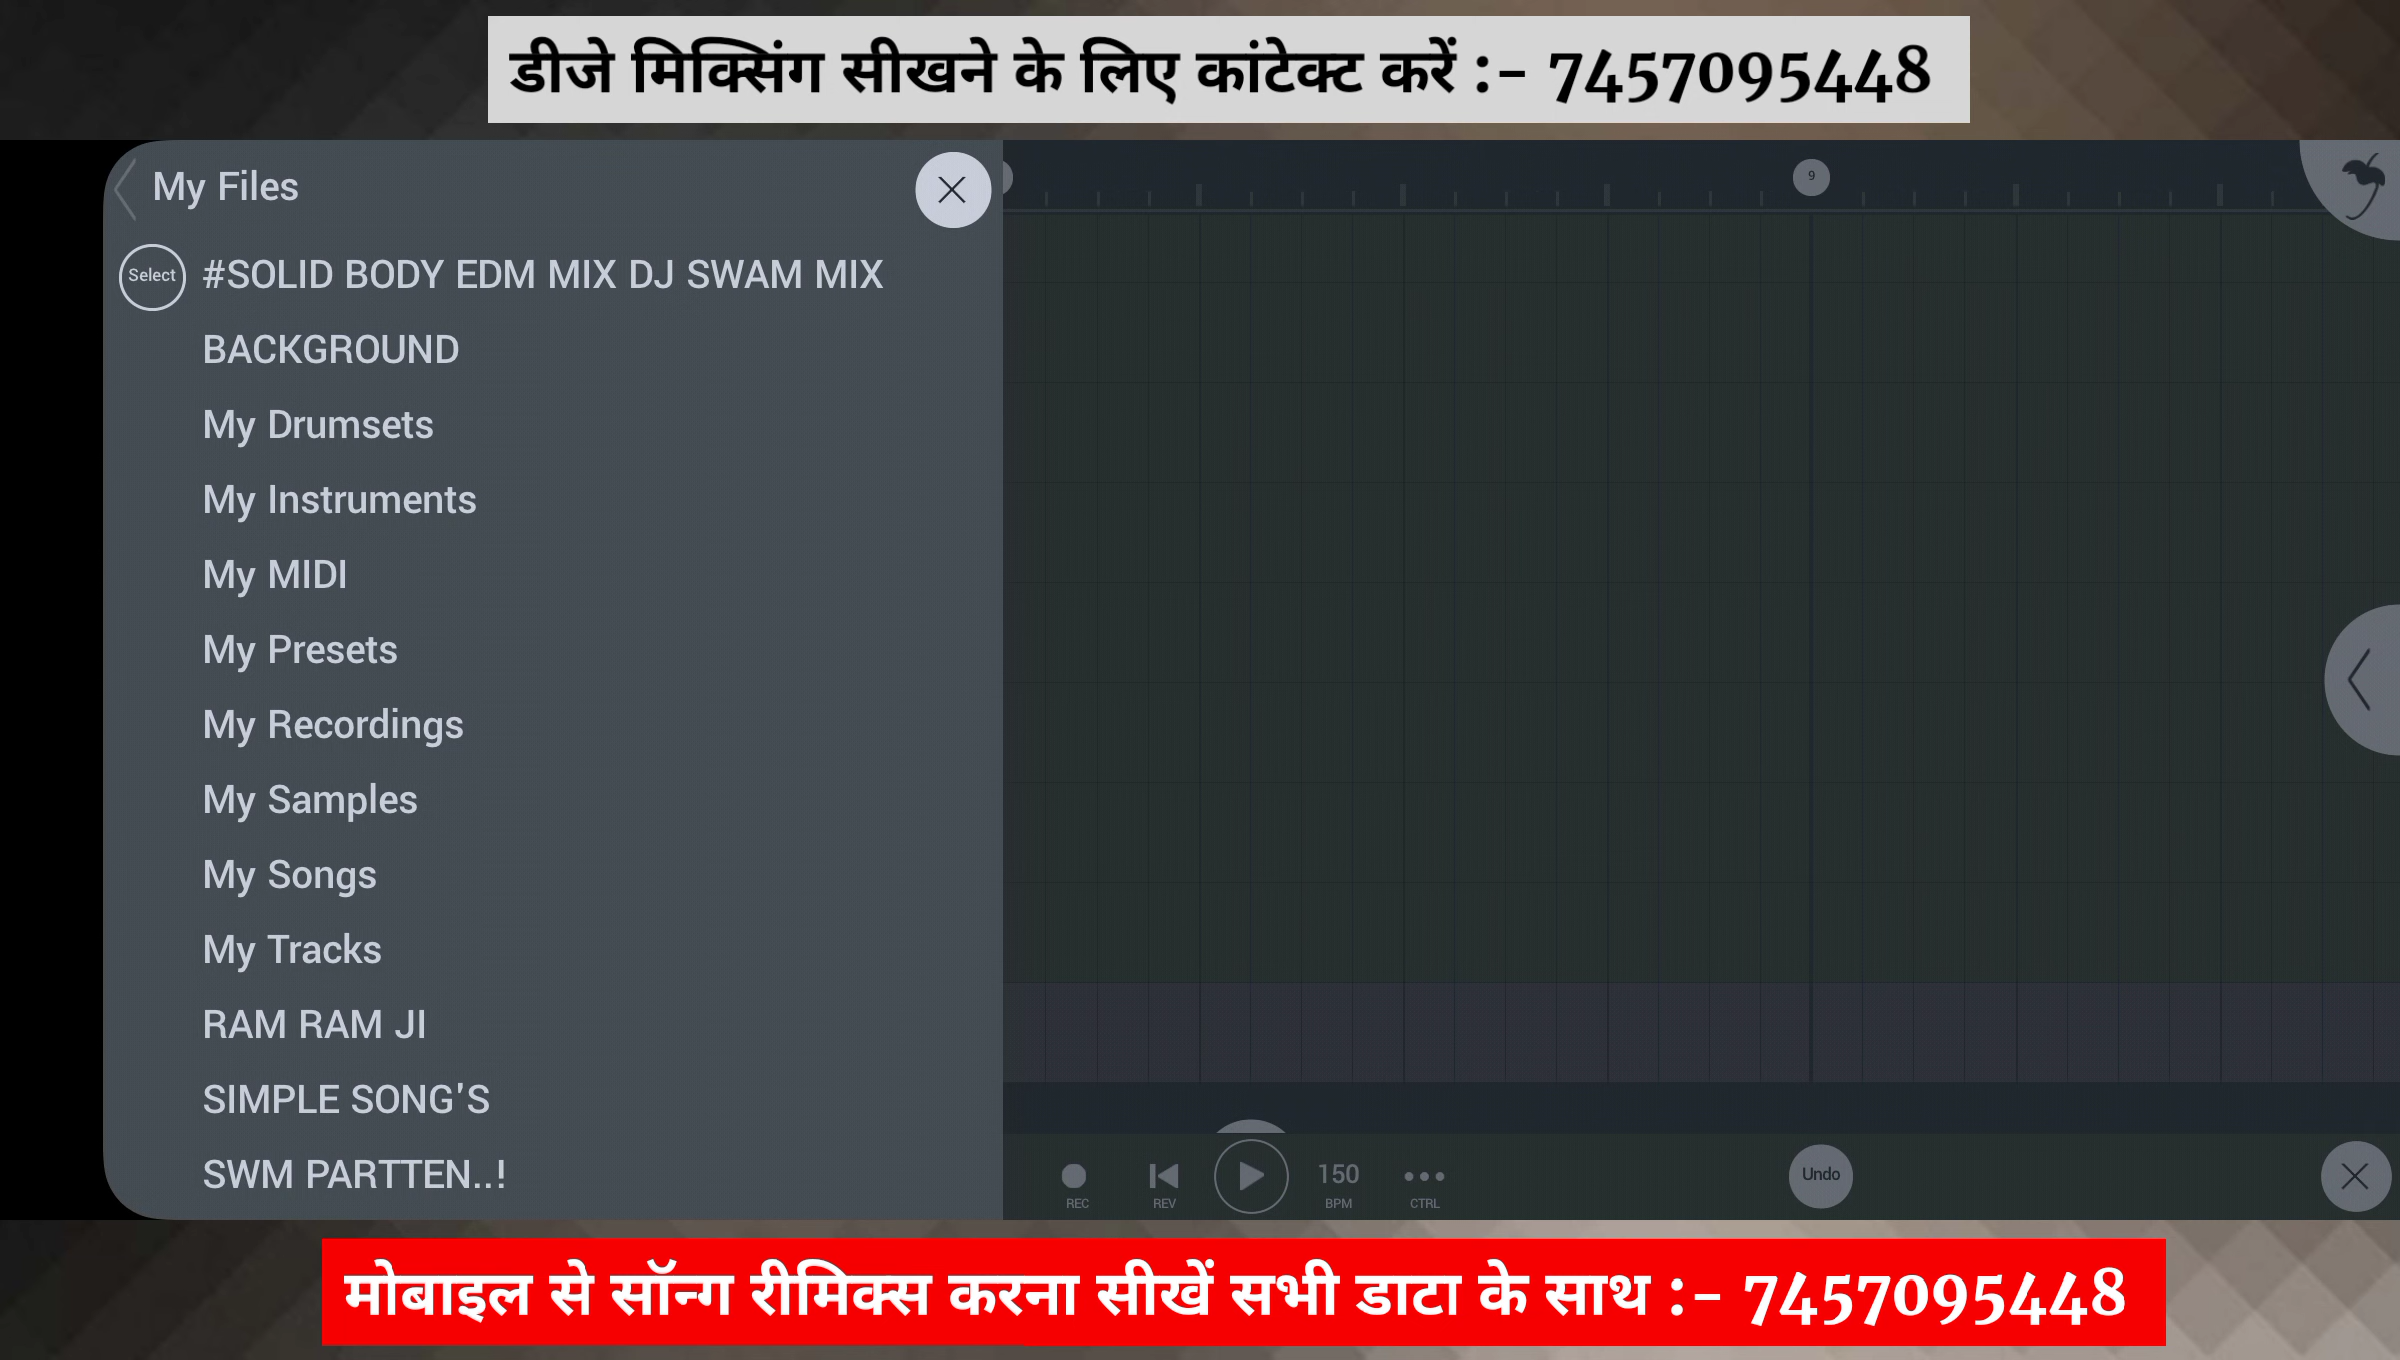 डीजे मिक्सिंग सीखने के लिए कांटेक्ट करें :- 7457095448
My Files
9
Select #SOLID BODY EDM MIX DJ SWAM MIX
BACKGROUND
My Drumsets
My Instruments
My MIDI
My Presets
My Recordings
My Samples
My Songs
My Tracks
RAM RAM JI
SIMPLE SONG'S
SWM PARTTEN..!
150 Undo
REC REV BPM CTRL
मोबाइल से सॉन्ग रीमिक्स करना सीखें सभी डाटा के साथ :- 7457095448